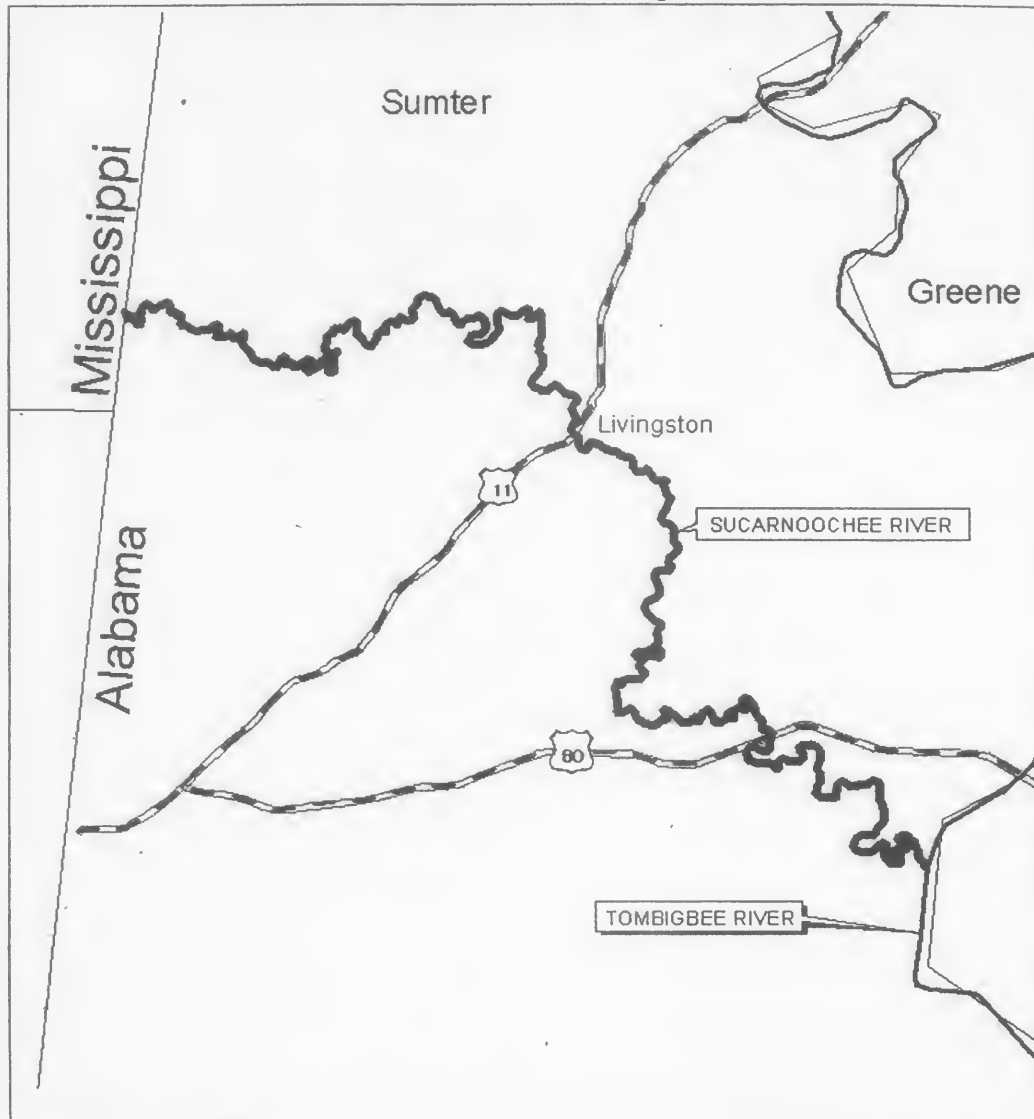 Sumter
Mississippi
Greene
Livingston
11
SUCARNOOCHEE RIVER
Alabama
80
TOMBIGBEE RIVER